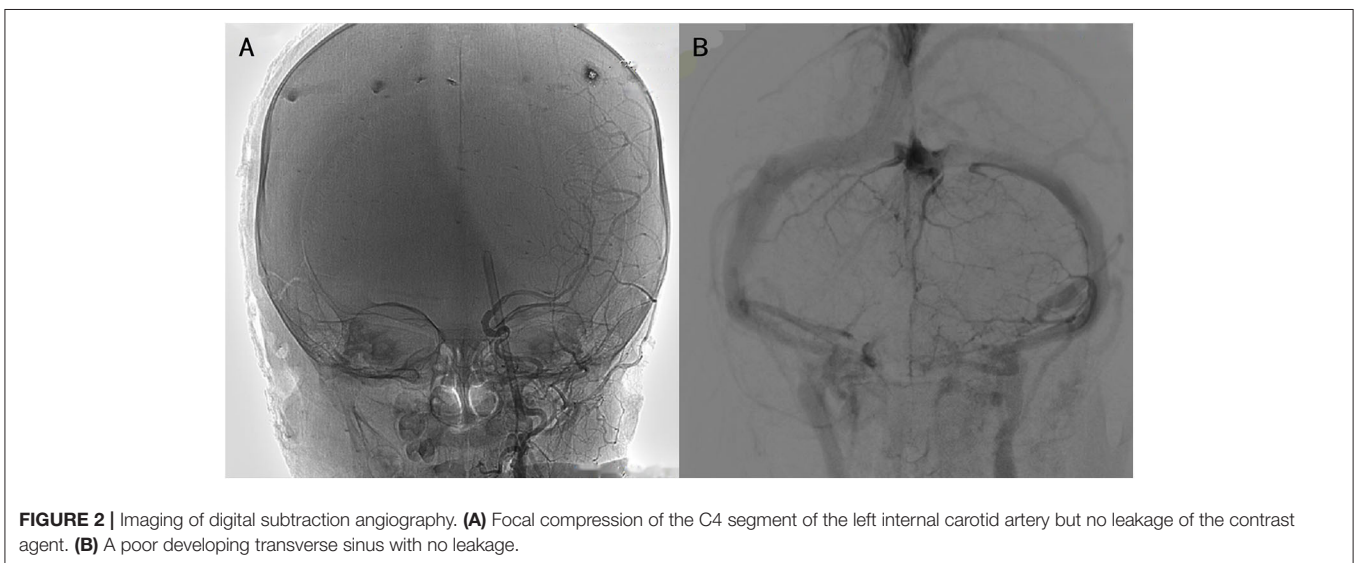 A
B
FIGURE 2 | Imaging of digital subtraction angiography. (A) Focal compression of the C4 segment of the left internal carotid artery but no leakage of the contrast
agent. (B) A poor developing transverse sinus with no leakage.